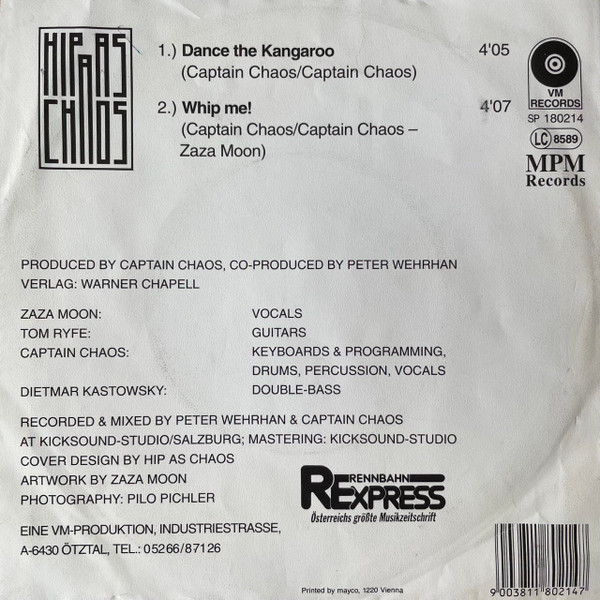 HIP AS
CHAOS
1.) Dance the Kangaroo 4'05
(Captain Chaos/Captain Chaos)
2.) Whip me! 4'07
(Captain Chaos/Captain Chaos –
Zaza Moon)
VM
RECORDS
SP 180214
LC 8589
MPM
Records
PRODUCED BY CAPTAIN CHAOS, CO-PRODUCED BY PETER WEHRHAN
VERLAG: WARNER CHAPELL
ZAZA MOON: VOCALS
TOM RYFE: GUITARS
CAPTAIN CHAOS: KEYBOARDS & PROGRAMMING,
DRUMS, PERCUSSION, VOCALS
DIETMAR KASTOWSKY: DOUBLE-BASS
RECORDED & MIXED BY PETER WEHRHAN & CAPTAIN CHAOS
AT KICKSOUND-STUDIO/SALZBURG; MASTERING: KICKSOUND-STUDIO
COVER DESIGN BY HIP AS CHAOS
ARTWORK BY ZAZA MOON
PHOTOGRAPHY: PILO PICHLER
RENNBAHN
EXPRESS
Österreichs größte Musikzeitschrift
EINE VM-PRODUKTION, INDUSTRIESTRASSE,
A-6430 ÖTZTAL, TEL.: 05266/87126
Printed by mayco, 1220 Vienna
9 003811 802147